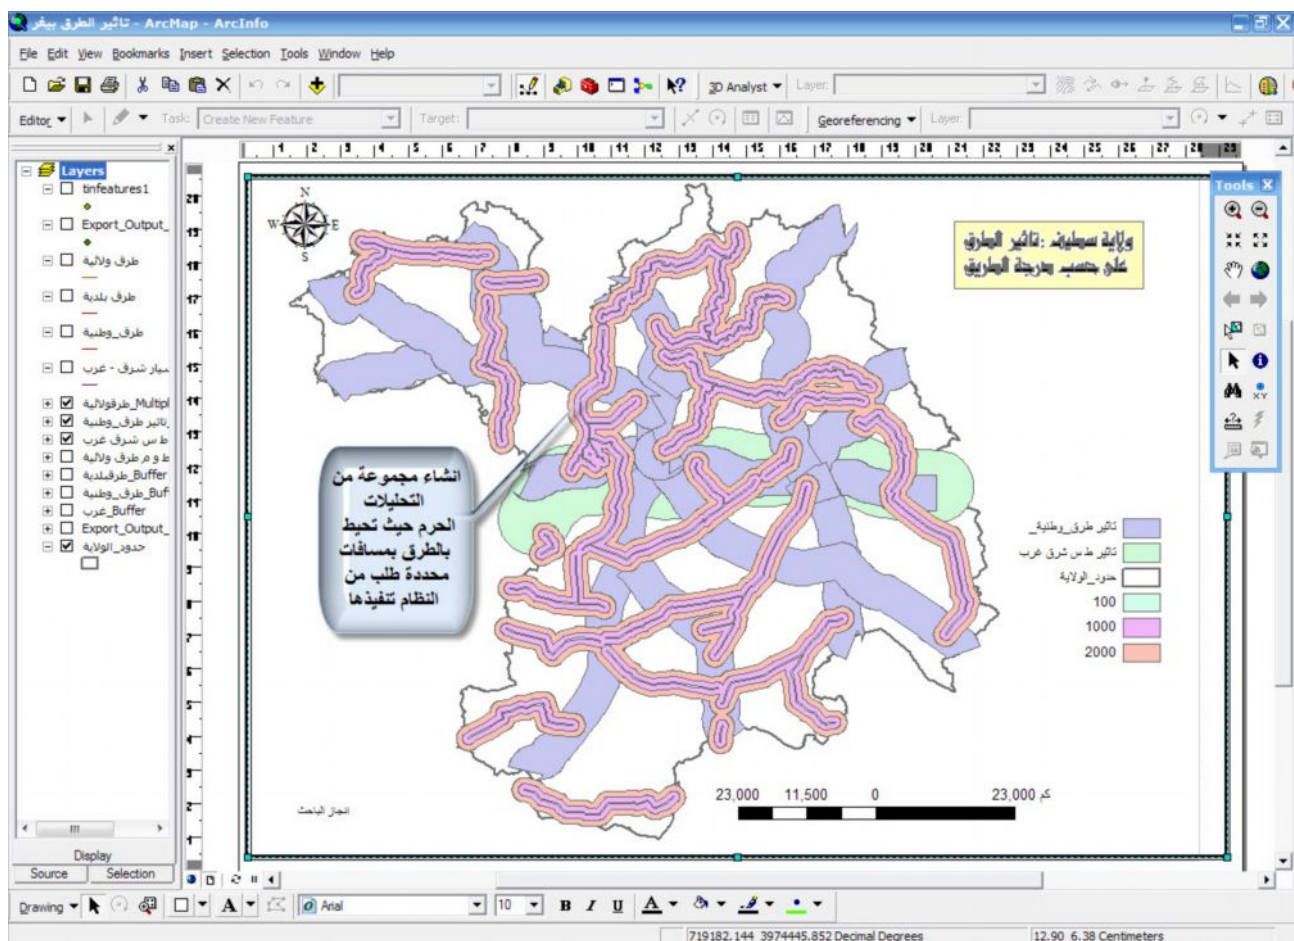 تاثير الطرق بيفر - ArcMap - ArcInfo
File Edit View Bookmarks Insert Selection Tools Window Help
3D Analyst Layer:
Editor Task: Create New Feature Target: Georeferencing Layer:
Layers
tinfeatures1
Export_Output_
طرق ولائية
طرق بلدية
طرق_وطنية
سيار شرق - غرب
طرقولائية_Multipl
تاثير طرق_وطنية
ط س شرق غرب
ط و م طرق ولائية
طرقبلدية_Buffer
طرق_وطنية_Buf
غرب_Buffer
Export_Output_
حدود_الولاية
Display
Source Selection
N
W E
S
ولاية سطيف :تاثير الطرق
على حسب درجة الطريق
Tools
انشاء مجموعة من
التحليلات
الحرم حيث تحيط
بالطرق بمسافات
محددة طلب من
النظام تنفيذها
تاثير طرق_وطنية_
تاثير ط س شرق غرب
حدود_الولاية
100
1000
2000
23,000 11,500 0 23,000 كم
انجاز الباحث
Drawing A Arial 10 B I U A
719182.144 3974445.852 Decimal Degrees 12.90 6.38 Centimeters